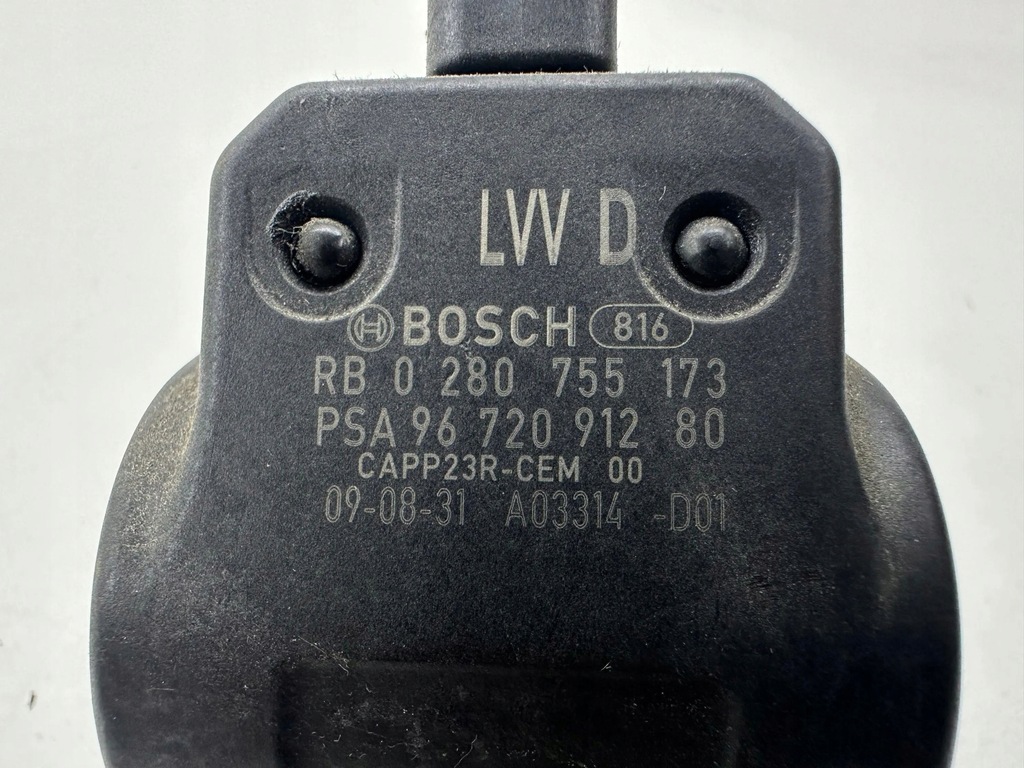 LW D
BOSCH 816
RB 0 280 755 173
PSA 96 720 912 80
CAPP23R-CEM 00
09-08-31 A03314 -D01